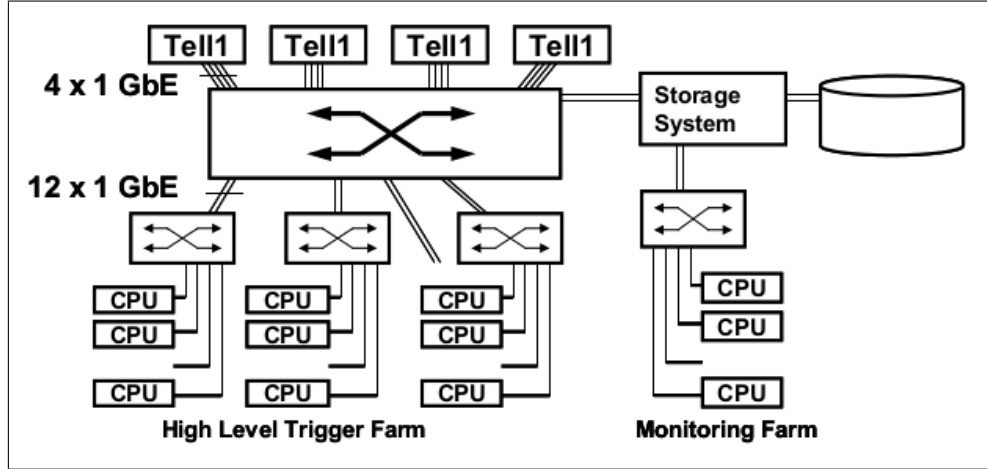 Tell1 Tell1 Tell1 Tell1
4 x 1 GbE
Storage
System
12 x 1 GbE
CPU CPU CPU CPU
CPU CPU CPU CPU
CPU CPU CPU CPU
High Level Trigger Farm Monitoring Farm